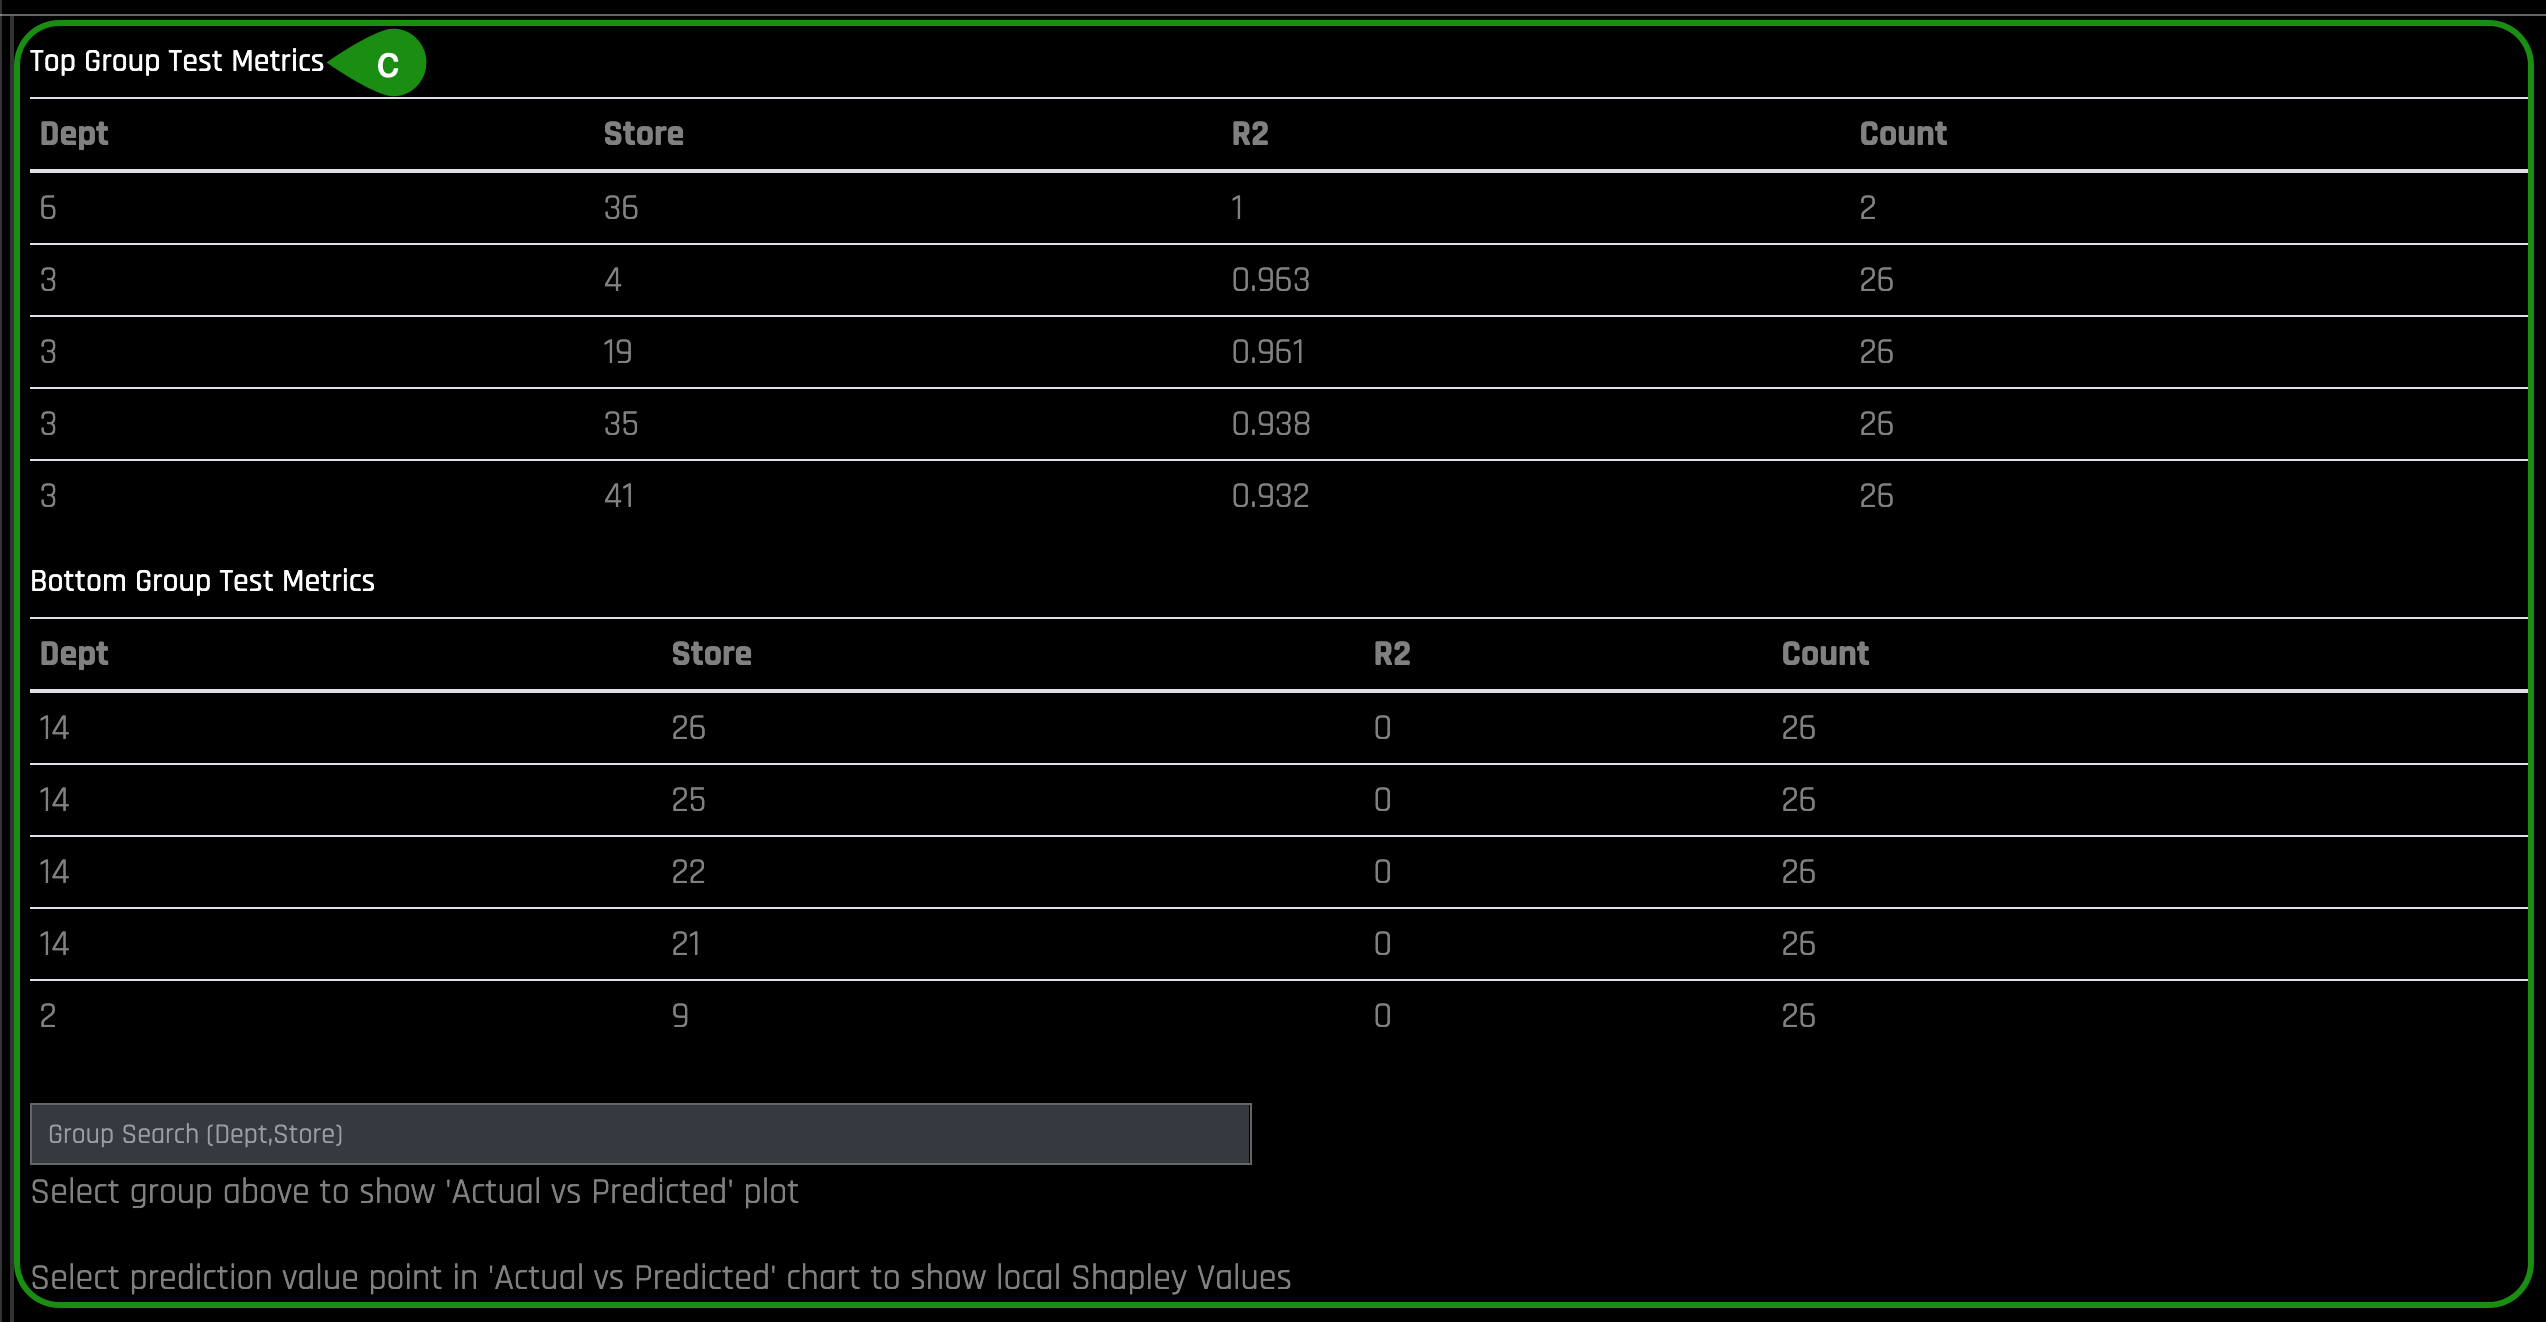 Top Group Test Metrics C
Dept Store R2 Count
6 36 1 2
3 4 0.963 26
3 19 0.961 26
3 35 0.938 26
3 41 0.932 26
Bottom Group Test Metrics
Dept Store R2 Count
14 26 0 26
14 25 0 26
14 22 0 26
14 21 0 26
2 9 0 26
Group Search (Dept,Store)
Select group above to show 'Actual vs Predicted' plot
Select prediction value point in 'Actual vs Predicted' chart to show local Shapley Values